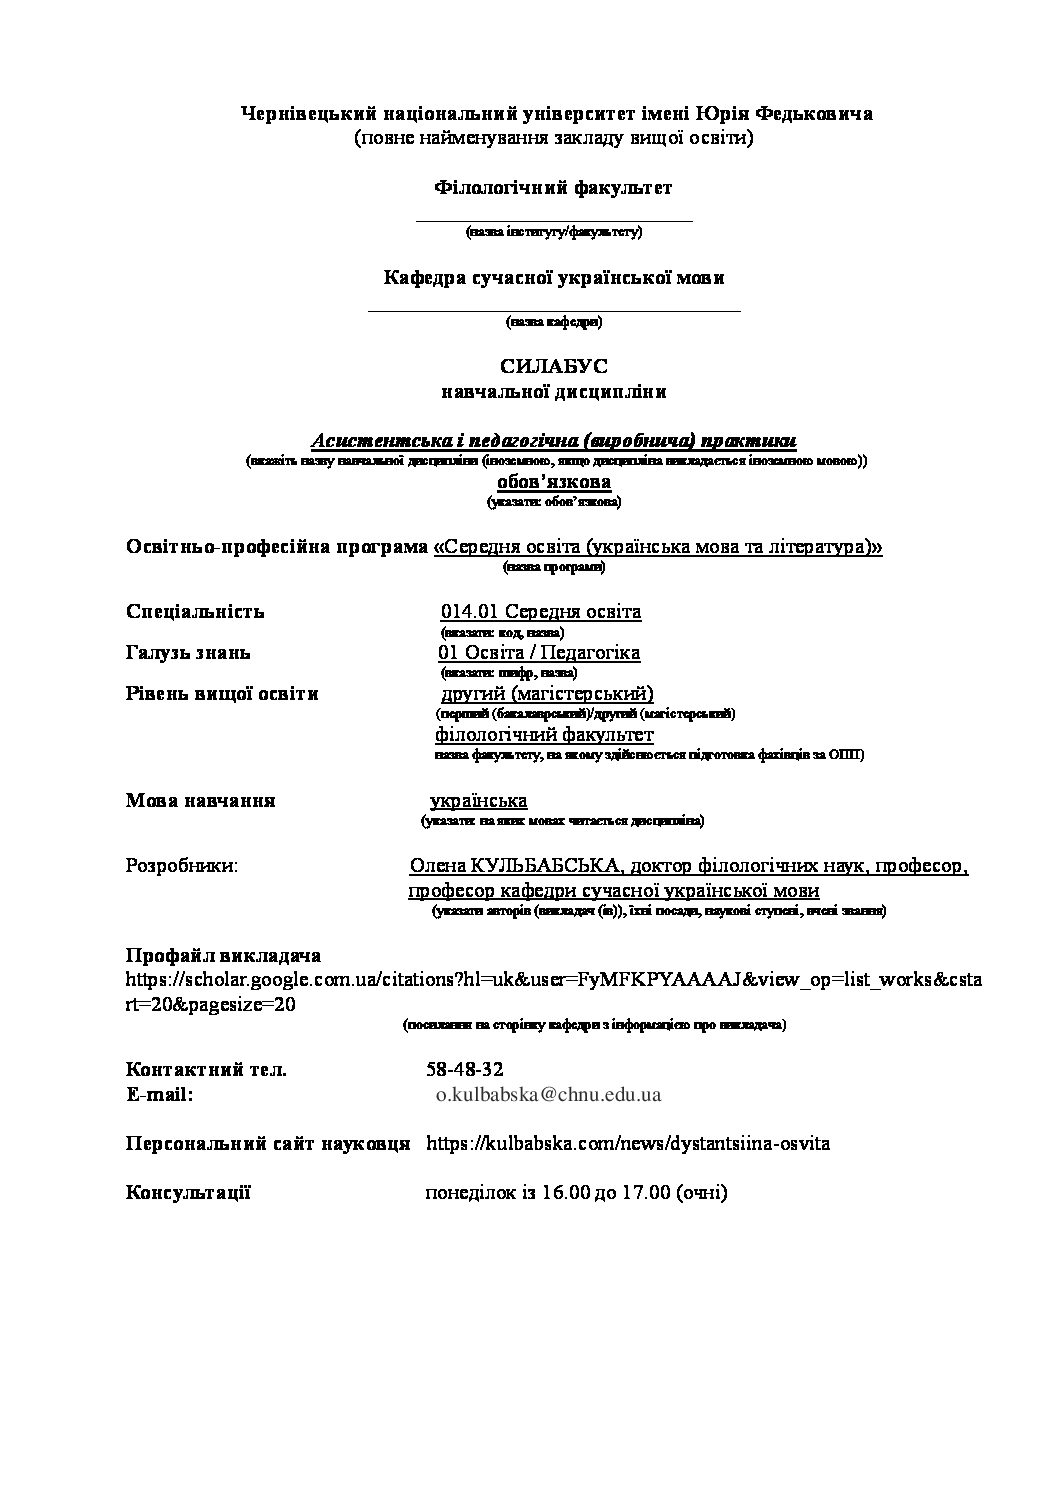 Чернівецький національний університет імені Юрія Федьковича
(повне найменування закладу вищої освіти)
Філологічний факультет
(назва інституту/факультету)
Кафедра сучасної української мови
(назва кафедри)
СИЛАБУС
навчальної дисципліни
Асистентська і педагогічна (виробнича) практики
(вкажіть назву навчальної дисципліни (іноземною, якщо дисципліна викладається іноземною мовою))
обов’язкова
(указати: обов’язкова)
Освітньо-професійна програма «Середня освіта (українська мова та література)»
(назва програми)
Спеціальність 014.01 Середня освіта
(вказати: код, назва)
Галузь знань 01 Освіта / Педагогіка
(вказати: шифр, назва)
Рівень вищої освіти другий (магістерський)
(перший (бакалаврський)/другий (магістерський)
філологічний факультет
назва факультету, на якому здійснюється підготовка фахівців за ОПП)
Мова навчання українська
(указати: на яких мовах читається дисципліна)
Розробники: Олена КУЛЬБАБСЬКА, доктор філологічних наук, професор,
професор кафедри сучасної української мови
(указати авторів (викладач (ів)), їхні посади, наукові ступені, вчені звання)
Профайл викладача
https://scholar.google.com.ua/citations?hl=uk&user=FyMFKPYAAAAJ&view_op=list_works&csta
rt=20&pagesize=20
(посилання на сторінку кафедри з інформацією про викладача)
Контактний тел. 58-48-32
E-mail: o.kulbabska@chnu.edu.ua
Персональний сайт науковця https://kulbabska.com/news/dystantsiina-osvita
Консультації понеділок із 16.00 до 17.00 (очні)